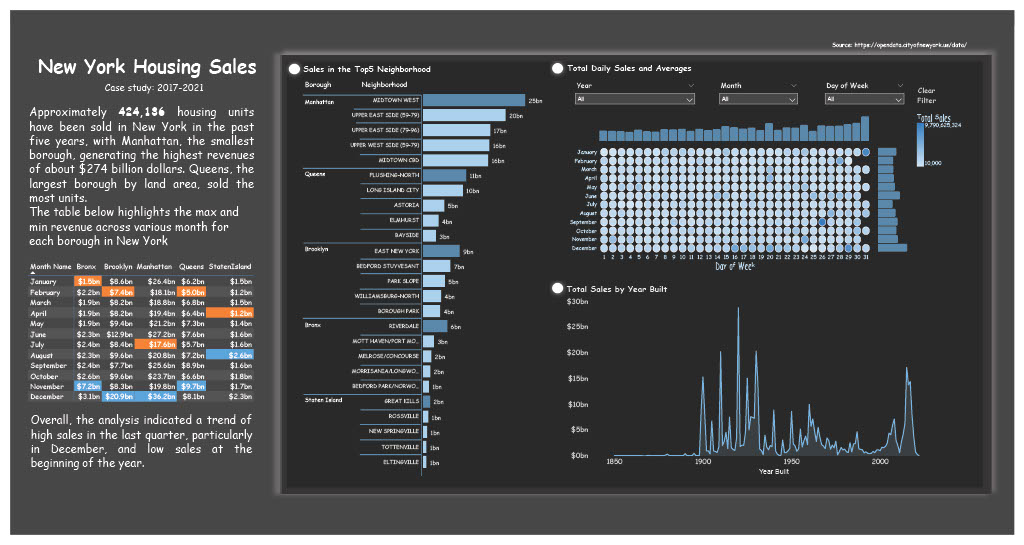 Source: https://opendata.cityofnewyork.us/data/
New York Housing Sales
Case study: 2017-2021
Approximately 424,136 housing units
have been sold in New York in the past
five years, with Manhattan, the smallest
borough, generating the highest revenues
of about $274 billion dollars. Queens, the
largest borough by land area, sold the
most units.
The table below highlights the max and
min revenue across various month for
each borough in New York
Month Name Bronx Brooklyn Manhattan Queens StatenIsland
January $1.5bn $8.6bn $26.4bn $6.2bn $1.5bn
February $2.2bn $7.4bn $18.1bn $5.0bn $1.2bn
March $1.9bn $8.2bn $18.8bn $6.8bn $1.5bn
April $1.9bn $8.2bn $19.4bn $6.4bn $1.2bn
May $1.9bn $9.4bn $21.2bn $7.3bn $1.4bn
June $2.3bn $12.9bn $27.2bn $7.6bn $1.6bn
July $2.4bn $8.4bn $17.6bn $5.7bn $1.6bn
August $2.3bn $9.6bn $20.8bn $7.2bn $2.6bn
September $2.4bn $7.7bn $25.6bn $8.9bn $1.6bn
October $2.6bn $9.6bn $23.7bn $6.6bn $1.8bn
November $7.2bn $8.3bn $19.8bn $9.7bn $1.7bn
December $3.1bn $20.9bn $36.2bn $8.1bn $2.3bn
Overall, the analysis indicated a trend of
high sales in the last quarter, particularly
in December, and low sales at the
beginning of the year.
Sales in the Top5 Neighborhood
Borough Neighborhood
Manhattan MIDTOWN WEST 25bn
UPPER EAST SIDE (59-79) 20bn
UPPER EAST SIDE (79-96) 17bn
UPPER WEST SIDE (59-79) 16bn
MIDTOWN CBD 16bn
Queens FLUSHING-NORTH 11bn
LONG ISLAND CITY 10bn
ASTORIA 5bn
ELMHURST 4bn
BAYSIDE 3bn
Brooklyn EAST NEW YORK 9bn
BEDFORD STUYVESANT 7bn
PARK SLOPE 5bn
WILLIAMSBURG-NORTH 4bn
BOROUGH PARK 4bn
Bronx RIVERDALE 6bn
MOTT HAVEN/PORT MO... 3bn
MELROSE/CONCOURSE 2bn
MORRISANIA/LONGWO... 2bn
BEDFORD PARK/NORWO... 1bn
Staten Island GREAT KILLS 2bn
ROSSVILLE 1bn
NEW SPRINGVILLE 1bn
TOTTENVILLE 1bn
ELTINGVILLE 1bn
Total Daily Sales and Averages
Year Month Day of Week
All All All
Clear
Filter
Total Sales
9,790,628,324
10,000
January
February
March
April
May
June
July
August
September
October
November
December
1 2 3 4 5 6 7 8 9 10 11 12 13 14 15 16 17 18 19 20 21 22 23 24 25 26 27 28 29 30 31
Day of Week
Total Sales by Year Built
$30bn
$25bn
$20bn
$15bn
$10bn
$5bn
$0bn
1850 1900 1950 2000
Year Built